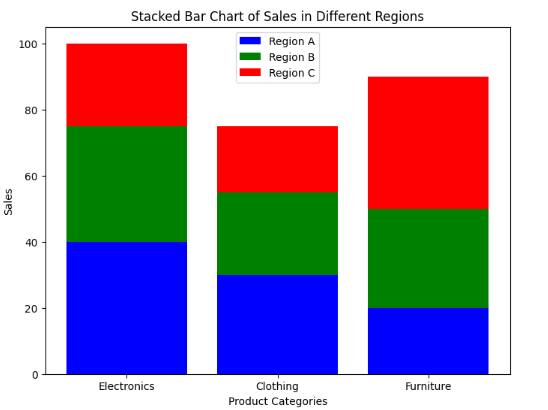 Stacked Bar Chart of Sales in Different Regions
Region A
Region B
Region C
100
80
60
40
20
0
Sales
Electronics
Clothing
Furniture
Product Categories